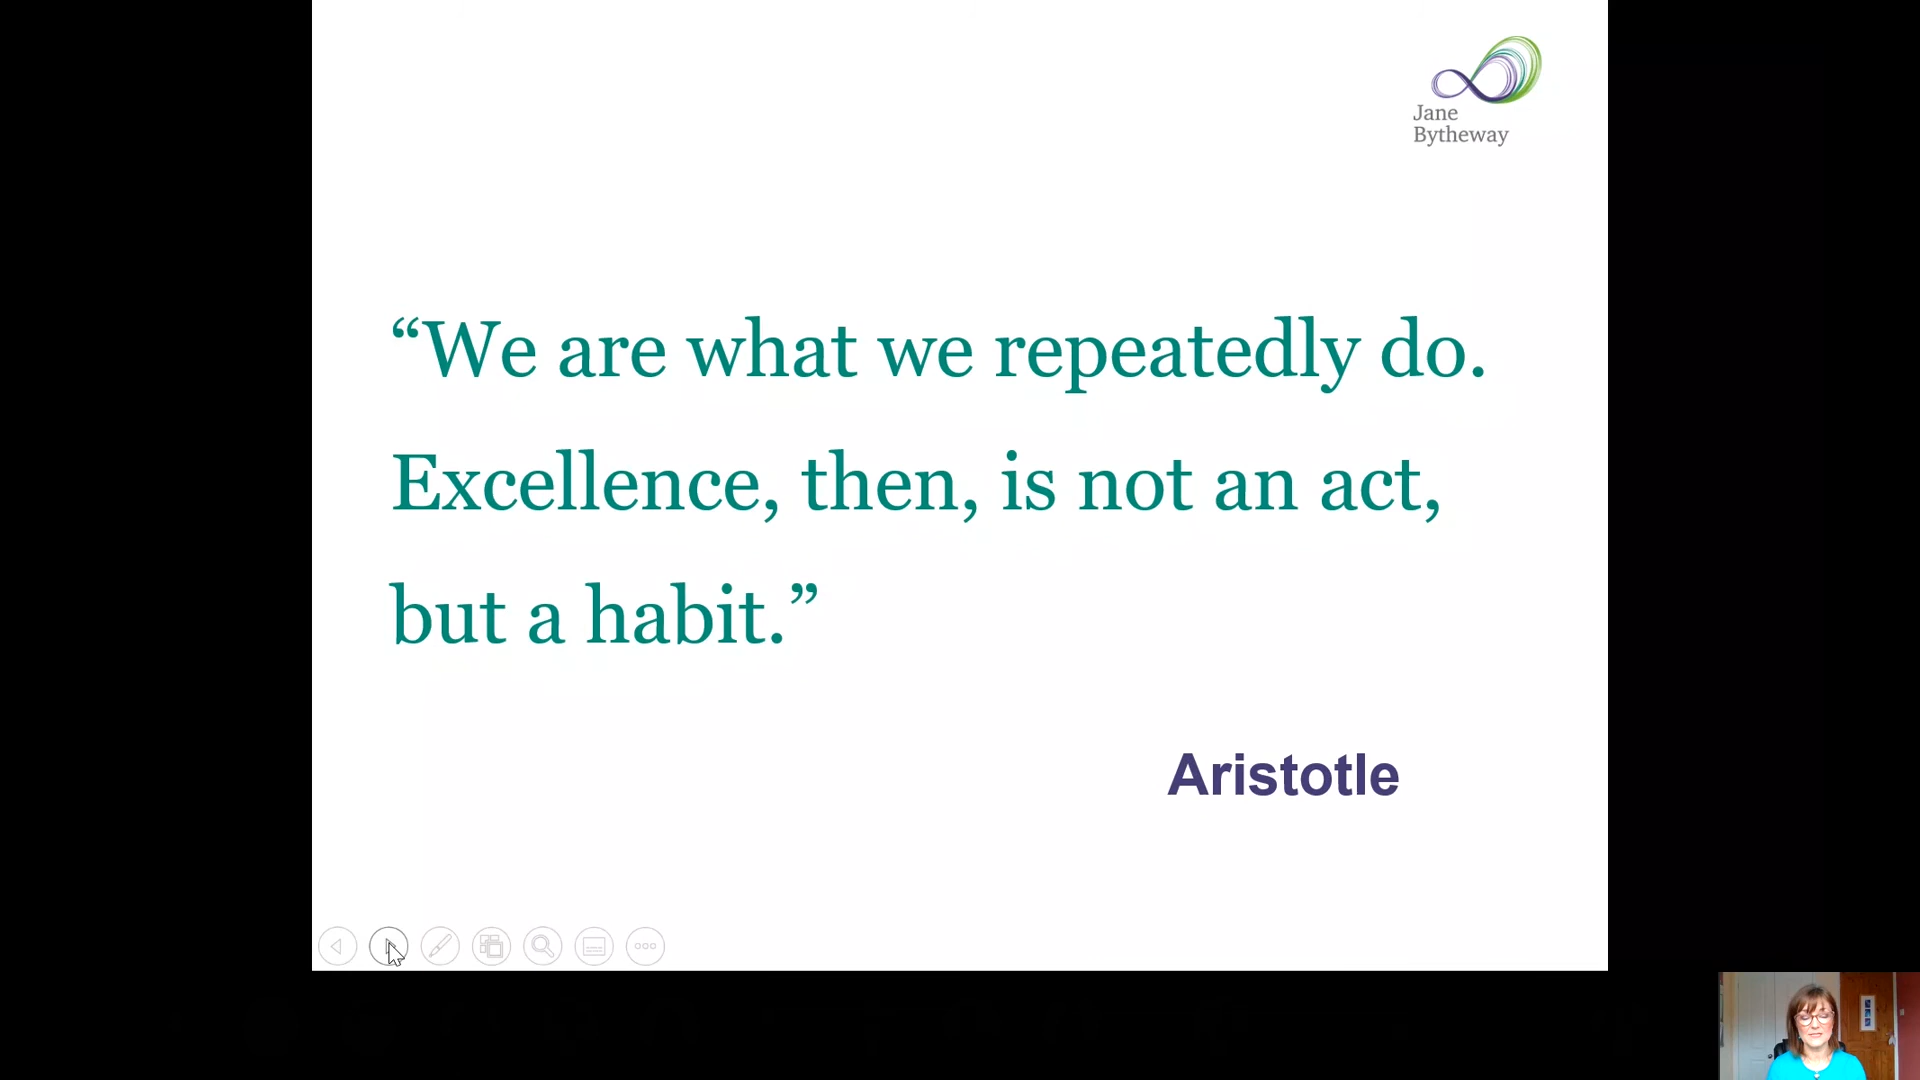 Jane
Bytheway
“We are what we repeatedly do.
Excellence, then, is not an act,
but a habit.”
Aristotle